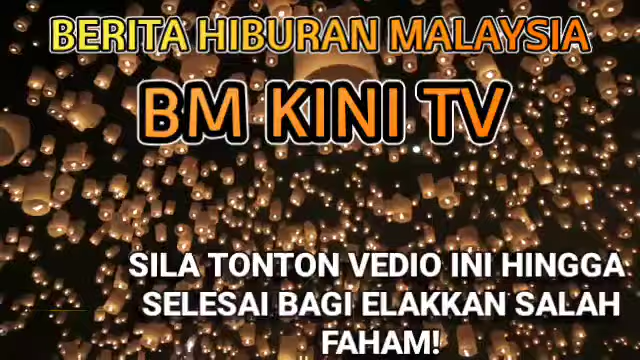 BERITA HIBURAN MALAYSIA
BM KINI TV
SILA TONTON VEDIO INI HINGGA
SELESAI BAGI ELAKKAN SALAH
FAHAM!